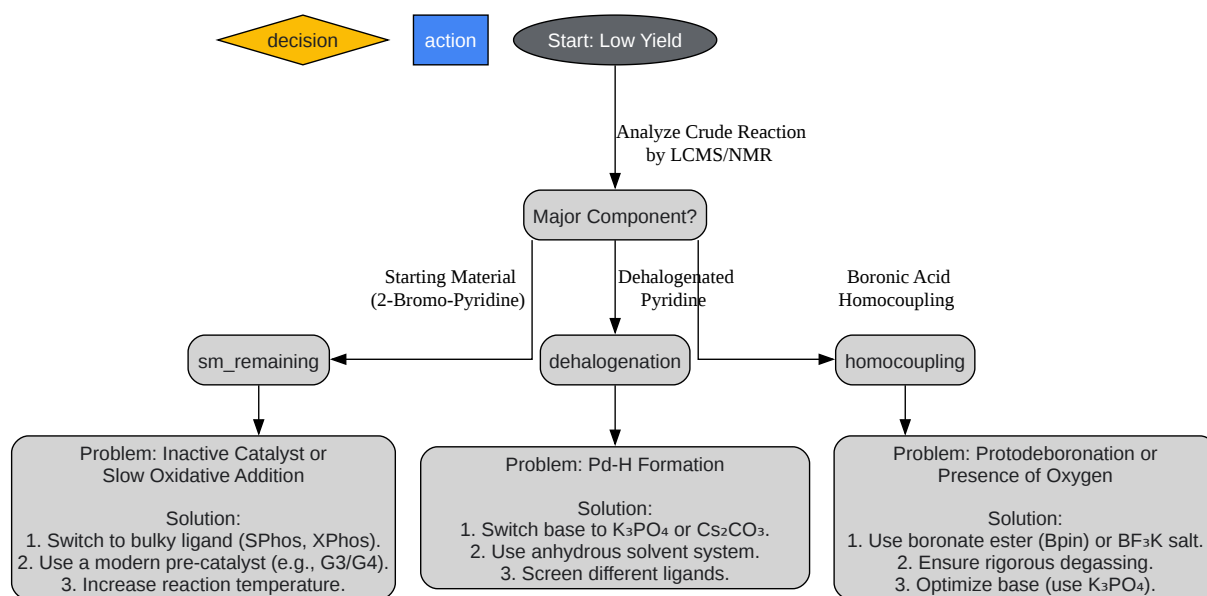 decision
action
Start: Low Yield
Analyze Crude Reaction
by LCMS/NMR
Major Component?
Starting Material
(2-Bromo-Pyridine)
Dehalogenated
Pyridine
Boronic Acid
Homocoupling
sm_remaining
dehalogenation
homocoupling
Problem: Inactive Catalyst or
Slow Oxidative Addition
Solution:
1. Switch to bulky ligand (SPhos, XPhos).
2. Use a modern pre-catalyst (e.g., G3/G4).
3. Increase reaction temperature.
Problem: Pd-H Formation
Solution:
1. Switch base to K₃PO₄ or Cs₂CO₃.
2. Use anhydrous solvent system.
3. Screen different ligands.
Problem: Protodeboronation or
Presence of Oxygen
Solution:
1. Use boronate ester (Bpin) or BF₃K salt.
2. Ensure rigorous degassing.
3. Optimize base (use K₃PO₄).